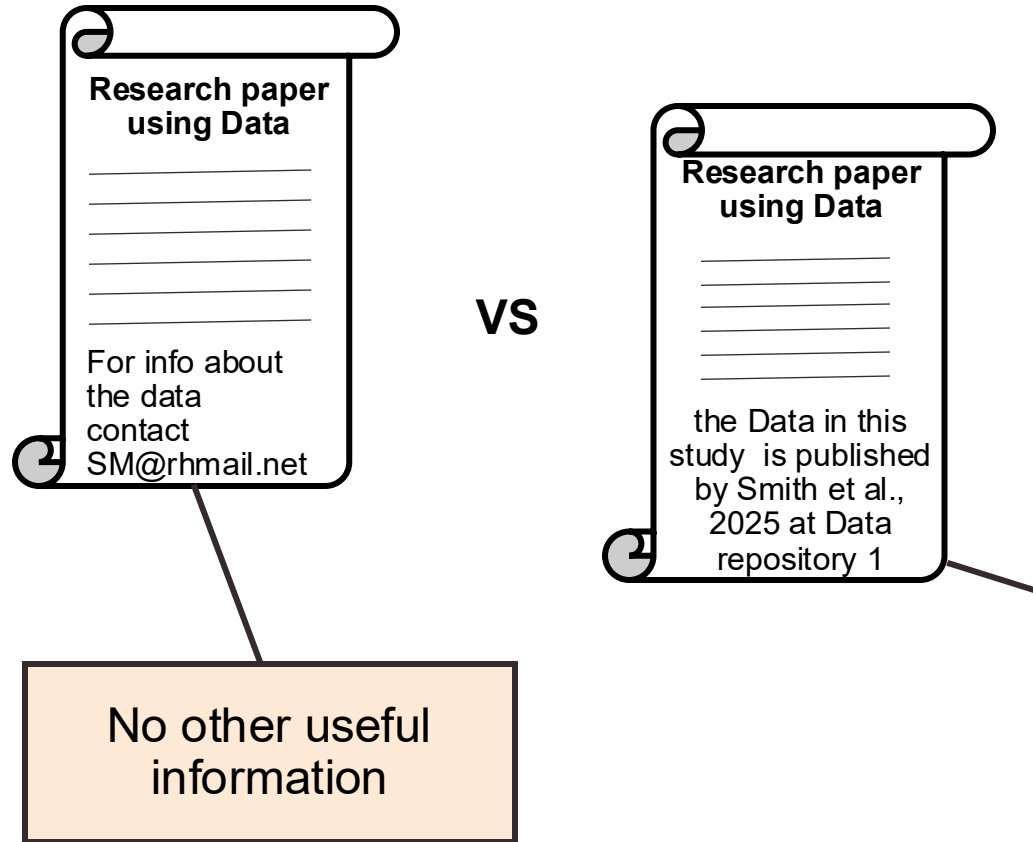 Research paper
using Data
For info about
the data
contact
SM@rhmail.net
No other useful
information
VS
Research paper
using Data
the Data in this
study is published
by Smith et al.,
2025 at Data
repository 1